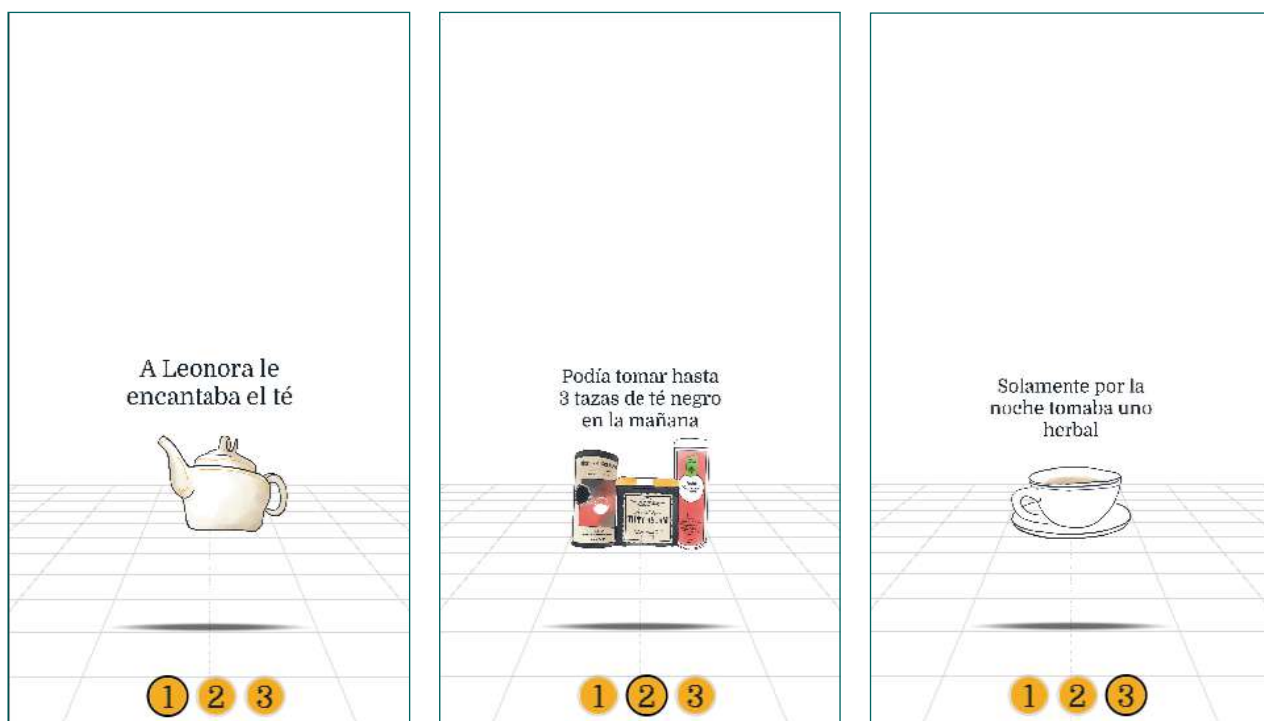 A Leonora le
encantaba el té
1 2 3
Podía tomar hasta
3 tazas de té negro
en la mañana
1 2 3
Solamente por la
noche tomaba uno
herbal
1 2 3